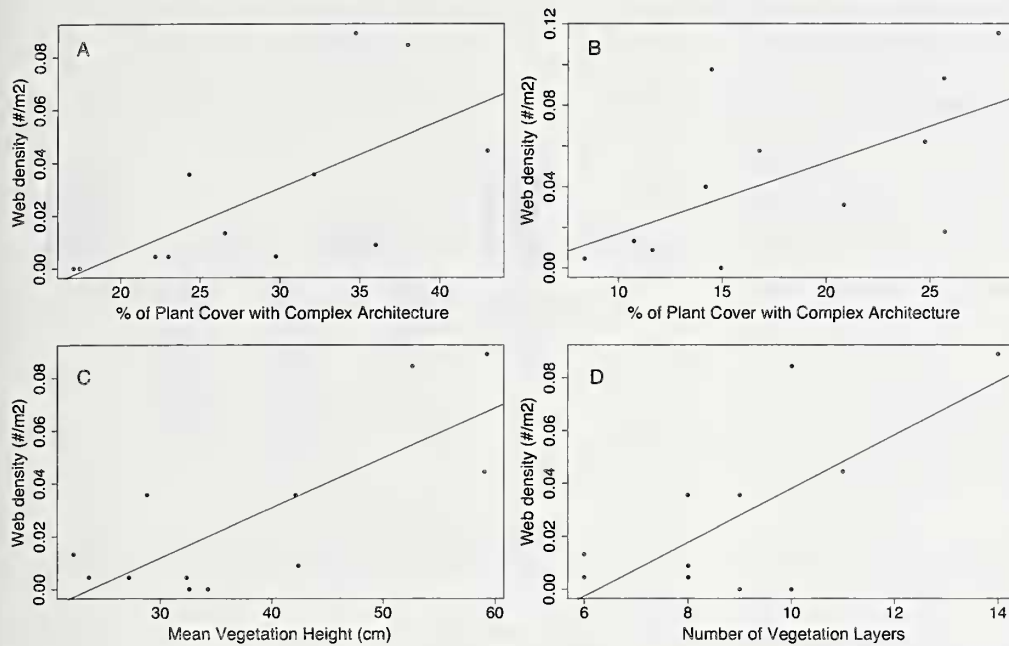 A
Web density (#/m2)
0.00 0.02 0.04 0.06 0.08
20 25 30 35 40
% of Plant Cover with Complex Architecture
B
Web density (#/m2)
0.00 0.04 0.08 0.12
10 15 20 25
% of Plant Cover with Complex Architecture
C
Web density (#/m2)
0.00 0.02 0.04 0.06 0.08
30 40 50 60
Mean Vegetation Height (cm)
D
Web density (#/m2)
0.00 0.02 0.04 0.06 0.08
6 8 10 12 14
Number of Vegetation Layers